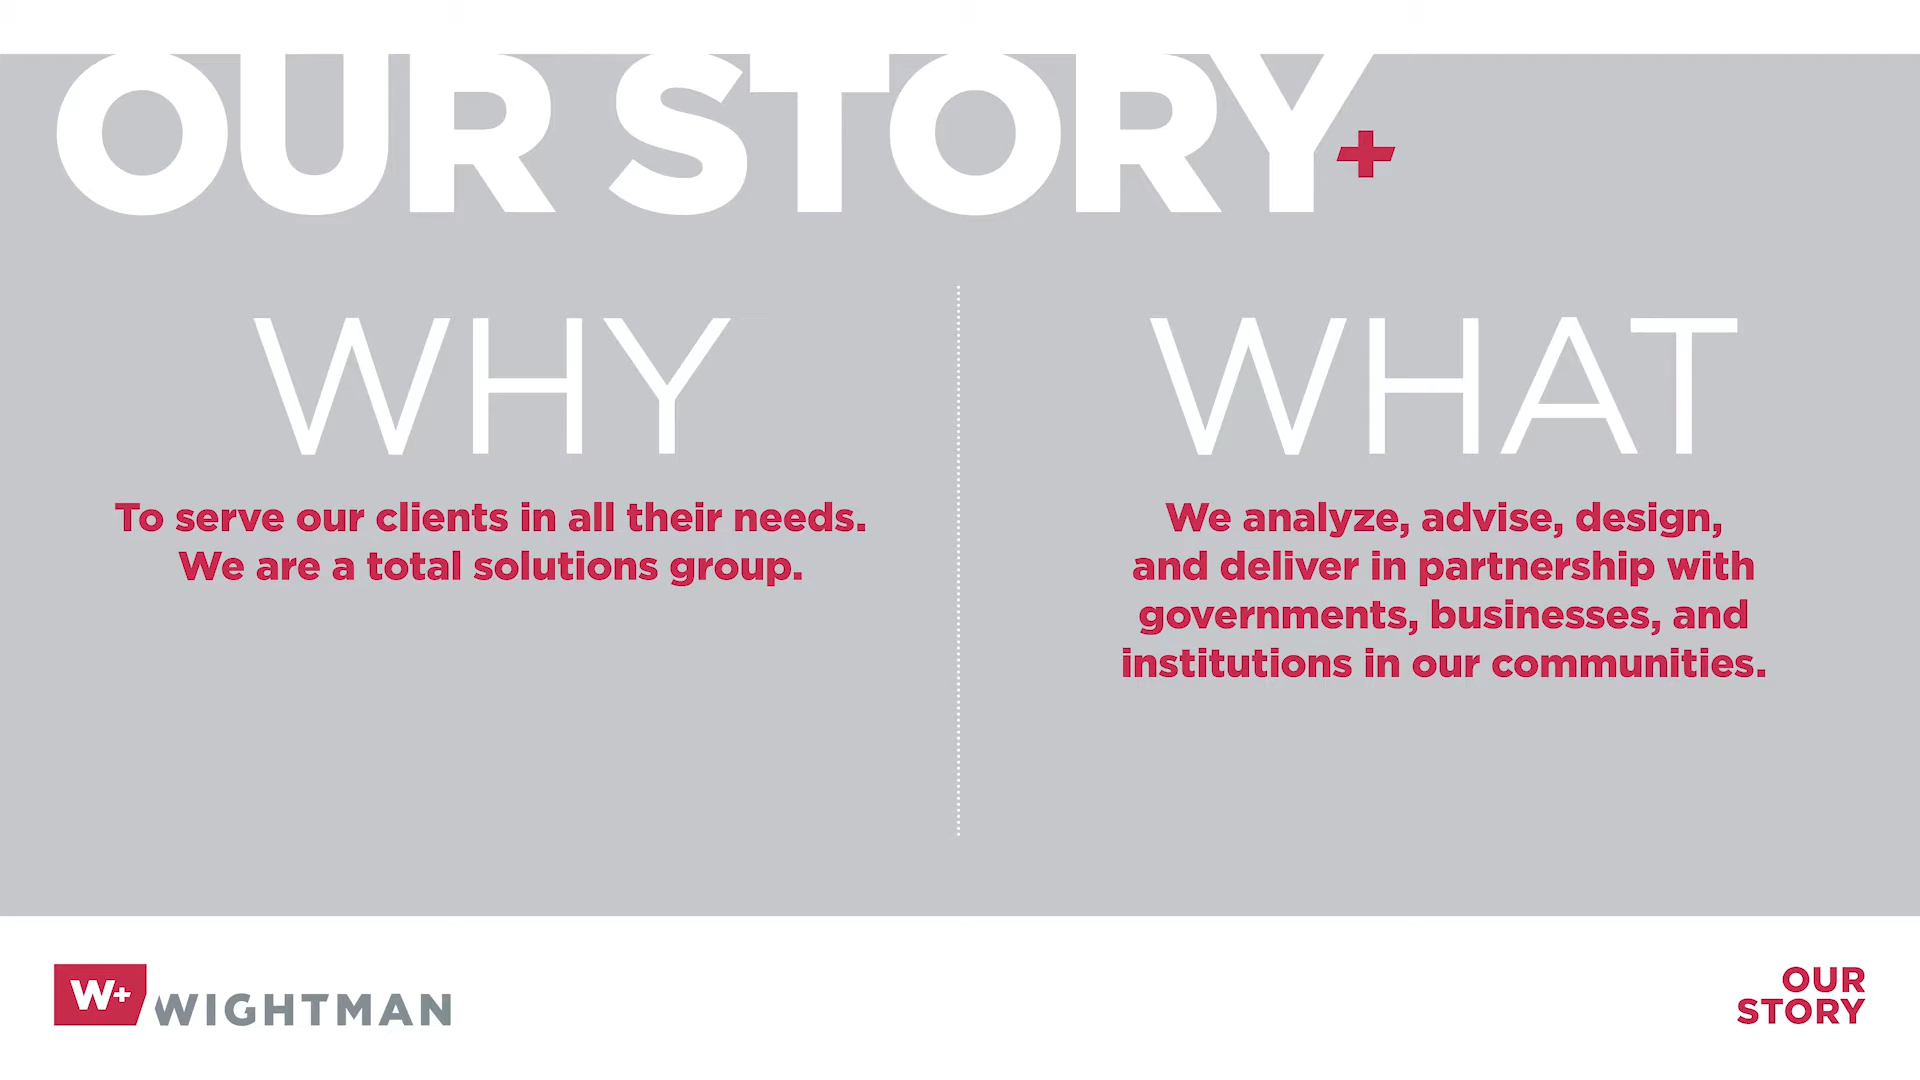 OUR STORY+
WHY
To serve our clients in all their needs.
We are a total solutions group.
WHAT
We analyze, advise, design,
and deliver in partnership with
governments, businesses, and
institutions in our communities.
W+ WIGHTMAN
OUR
STORY